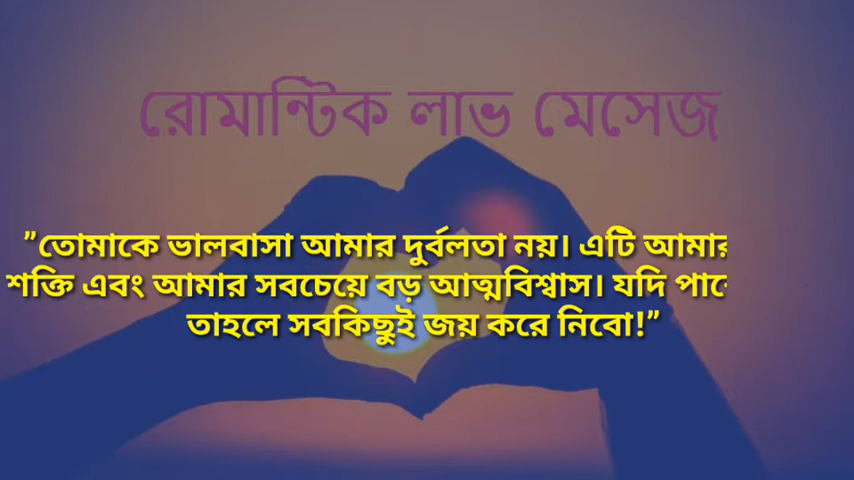 রোমান্টিক লাভ মেসেজ
”তোমাকে ভালবাসা আমার দুর্বলতা নয়। এটি আমার
শক্তি এবং আমার সবচেয়ে বড় আত্মবিশ্বাস। যদি
তাহলে সবকিছুই জয় করে নিবো!”